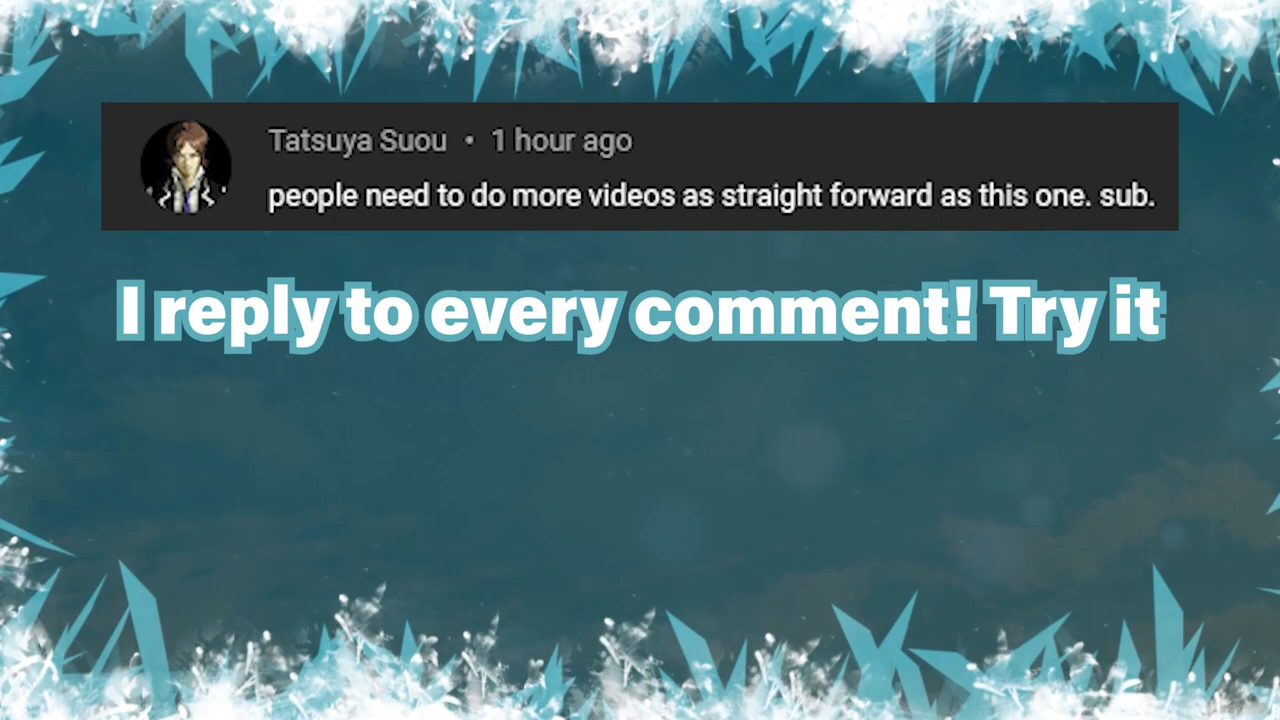 Tatsuya Suou • 1 hour ago
people need to do more videos as straight forward as this one. sub.
I reply to every comment! Try it